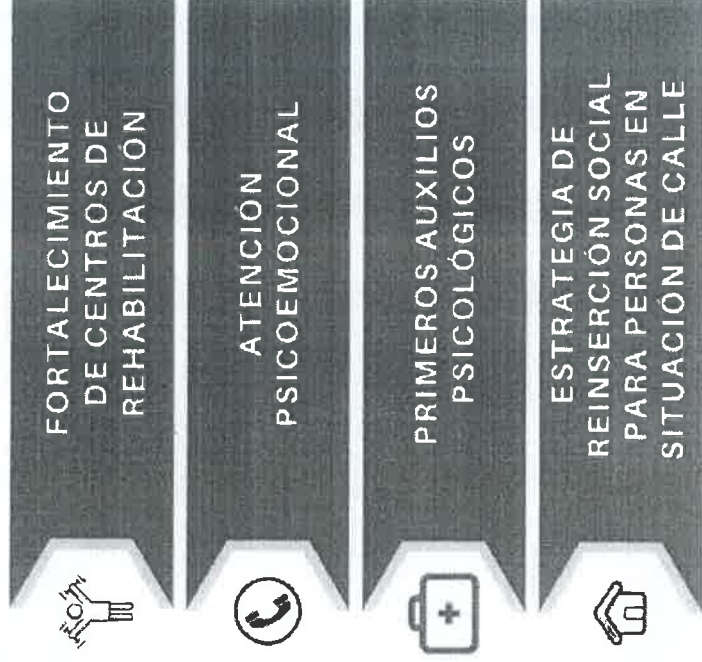 FORTALECIMIENTO
DE CENTROS DE
REHABILITACIÓN
ATENCIÓN
PSICOEMOCIONAL
PRIMEROS AUXILIOS
PSICOLÓGICOS
ESTRATEGIA DE
REINSERCIÓN SOCIAL
PARA PERSONAS EN
SITUACIÓN DE CALLE